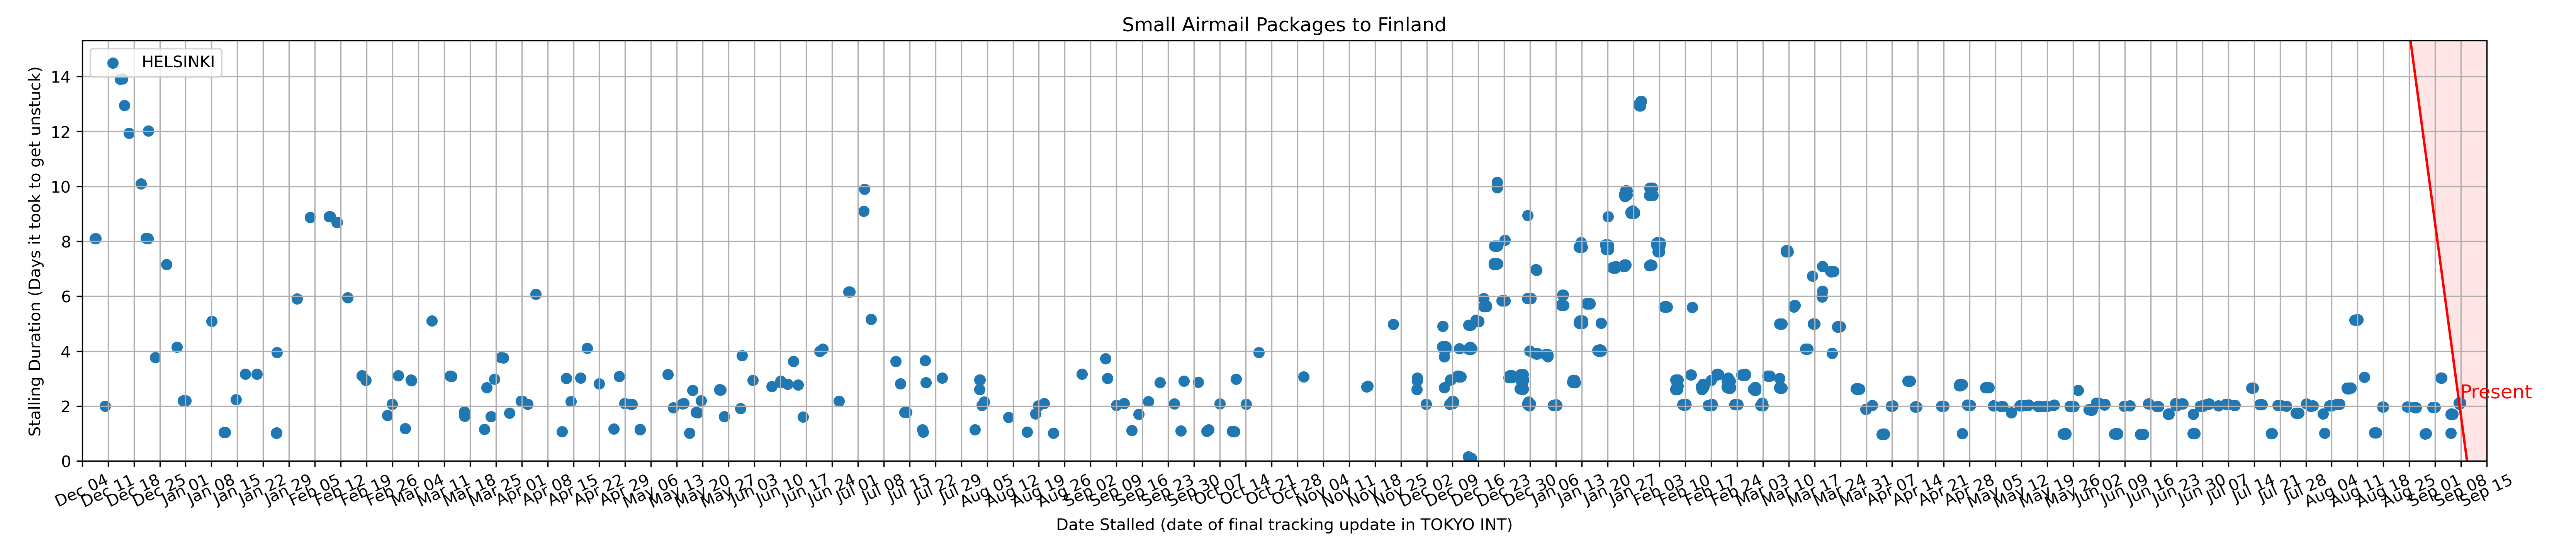 Small Airmail Packages to Finland
HELSINKI
Stalling Duration (Days it took to get unstuck)
14
12
10
8
6
4
2
0
Present
Dec 04
Dec 11
Dec 18
Dec 25
Jan 01
Jan 08
Jan 15
Jan 22
Jan 29
Feb 05
Feb 12
Feb 19
Feb 26
Mar 04
Mar 11
Mar 18
Mar 25
Apr 01
Apr 08
Apr 15
Apr 22
Apr 29
May 06
May 13
May 20
May 27
Jun 03
Jun 10
Jun 17
Jun 24
Jul 01
Jul 08
Jul 15
Jul 22
Jul 29
Aug 05
Aug 12
Aug 19
Aug 26
Sep 02
Sep 09
Sep 16
Sep 23
Sep 30
Oct 07
Oct 14
Oct 21
Oct 28
Nov 04
Nov 11
Nov 18
Nov 25
Dec 02
Dec 09
Dec 16
Dec 23
Dec 30
Jan 06
Jan 13
Jan 20
Jan 27
Feb 03
Feb 10
Feb 17
Feb 24
Mar 03
Mar 10
Mar 17
Mar 24
Mar 31
Apr 07
Apr 14
Apr 21
Apr 28
May 05
May 12
May 19
May 26
Jun 02
Jun 09
Jun 16
Jun 23
Jun 30
Jul 07
Jul 14
Jul 21
Jul 28
Aug 04
Aug 11
Aug 18
Aug 25
Sep 01
Sep 08
Sep 15
Date Stalled (date of final tracking update in TOKYO INT)